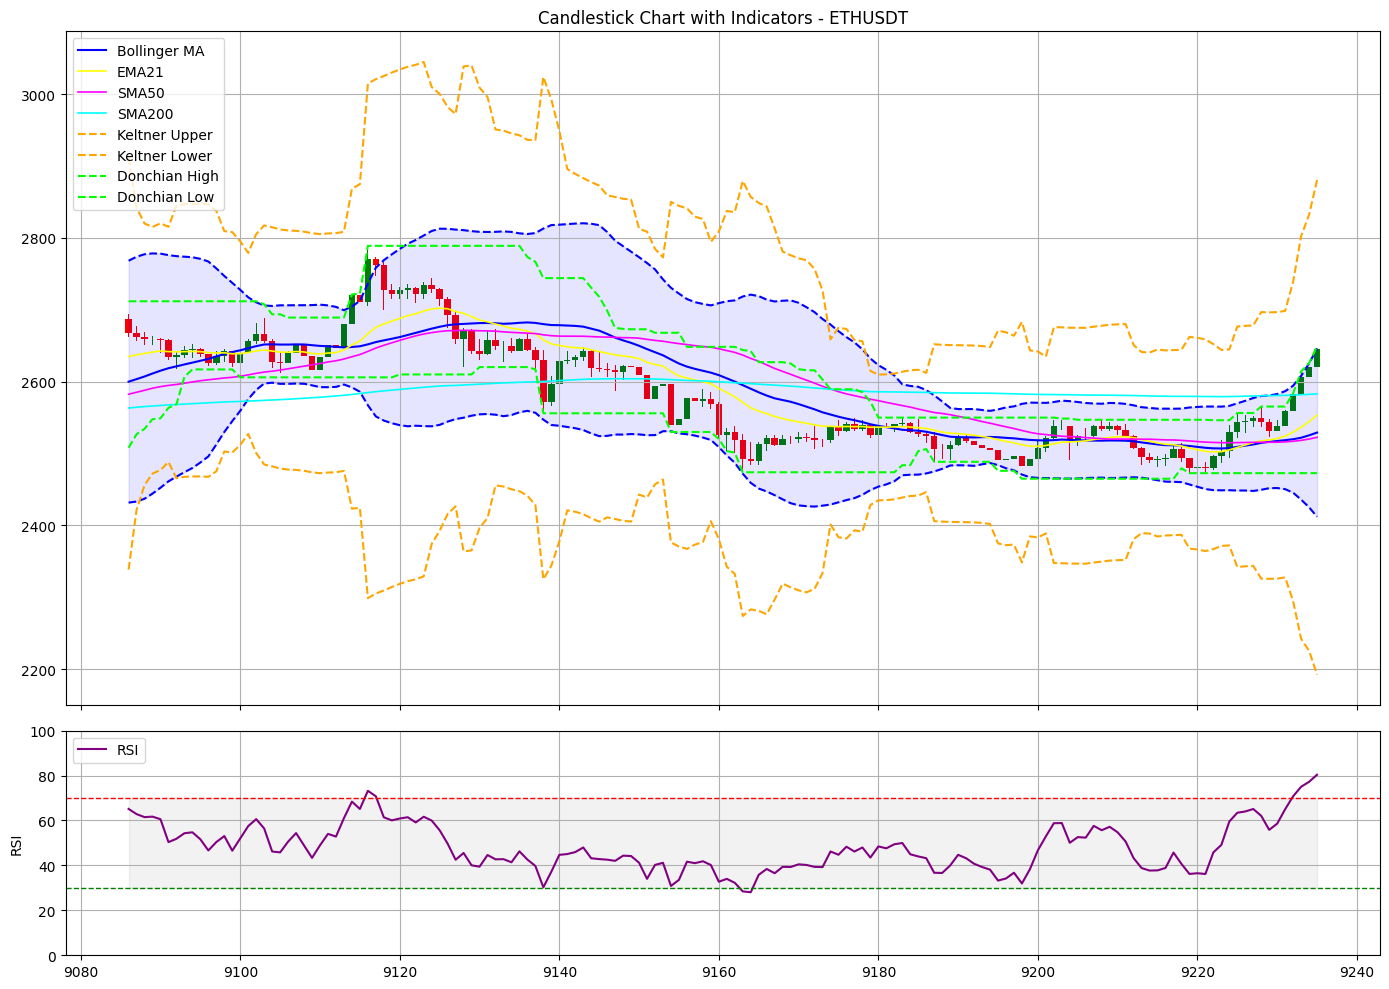 Candlestick Chart with Indicators - ETHUSDT
Bollinger MA
EMA21
SMA50
SMA200
Keltner Upper
Keltner Lower
Donchian High
Donchian Low
3000
2800
2600
2400
2200
RSI
RSI
100
80
60
40
20
0
9080 9100 9120 9140 9160 9180 9200 9220 9240